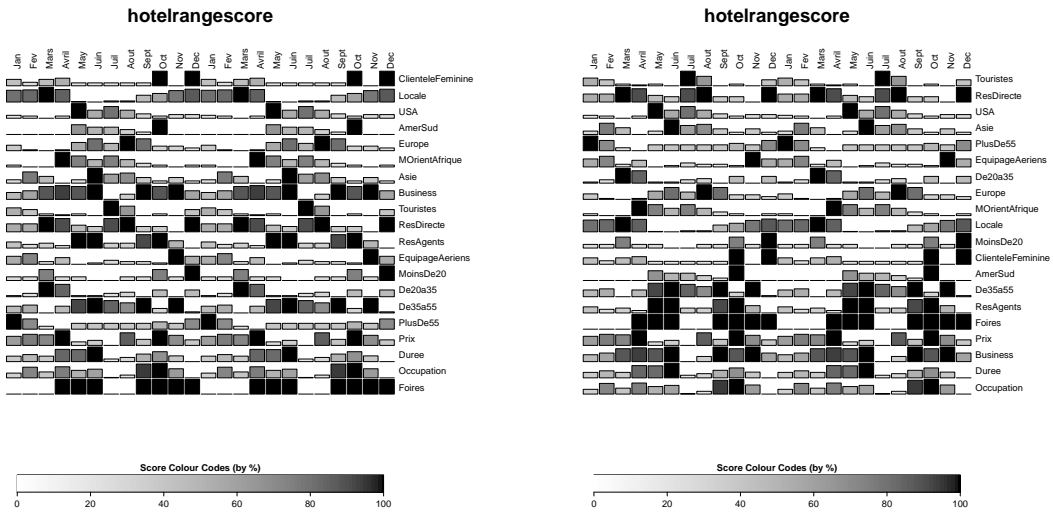 hotelrangescore
Jan Fev Mars Avril May Juin Juil Aout Sept Oct Nov Dec Jan Fev Mars Avril May Juin Juil Aout Sept Oct Nov Dec
ClienteleFeminine
Locale
USA
AmerSud
Europe
MOrientAfrique
Asie
Business
Touristes
ResDirecte
ResAgents
EquipageAeriens
MoinsDe20
De20a35
De35a55
PlusDe55
Prix
Duree
Occupation
Foires
Score Colour Codes (by %)
0 20 40 60 80 100
hotelrangescore
Jan Fev Mars Avril May Juin Juil Aout Sept Oct Nov Dec Jan Fev Mars Avril May Juin Juil Aout Sept Oct Nov Dec
Touristes
ResDirecte
USA
Asie
PlusDe55
EquipageAeriens
De20a35
Europe
MOrientAfrique
Locale
MoinsDe20
ClienteleFeminine
AmerSud
De35a55
ResAgents
Foires
Prix
Business
Duree
Occupation
Score Colour Codes (by %)
0 20 40 60 80 100